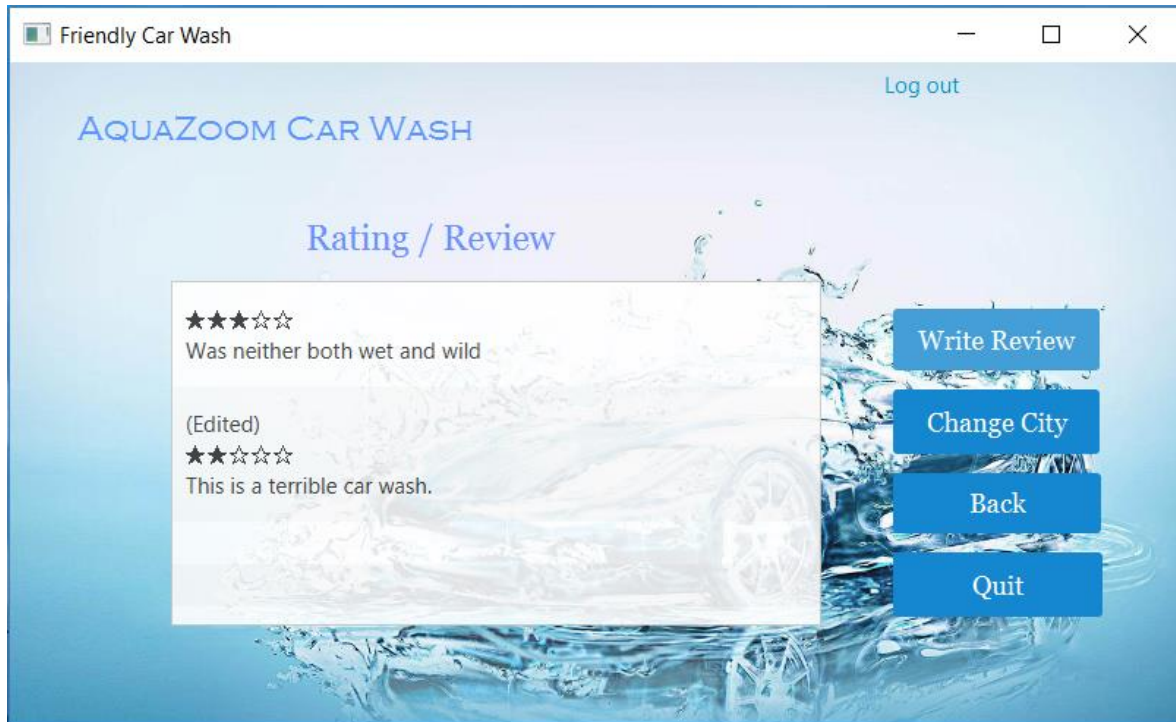 Friendly Car Wash
Log out
AquaZoom Car Wash
Rating / Review
★★★☆☆
Was neither both wet and wild
(Edited)
★★☆☆☆
This is a terrible car wash.
Write Review
Change City
Back
Quit